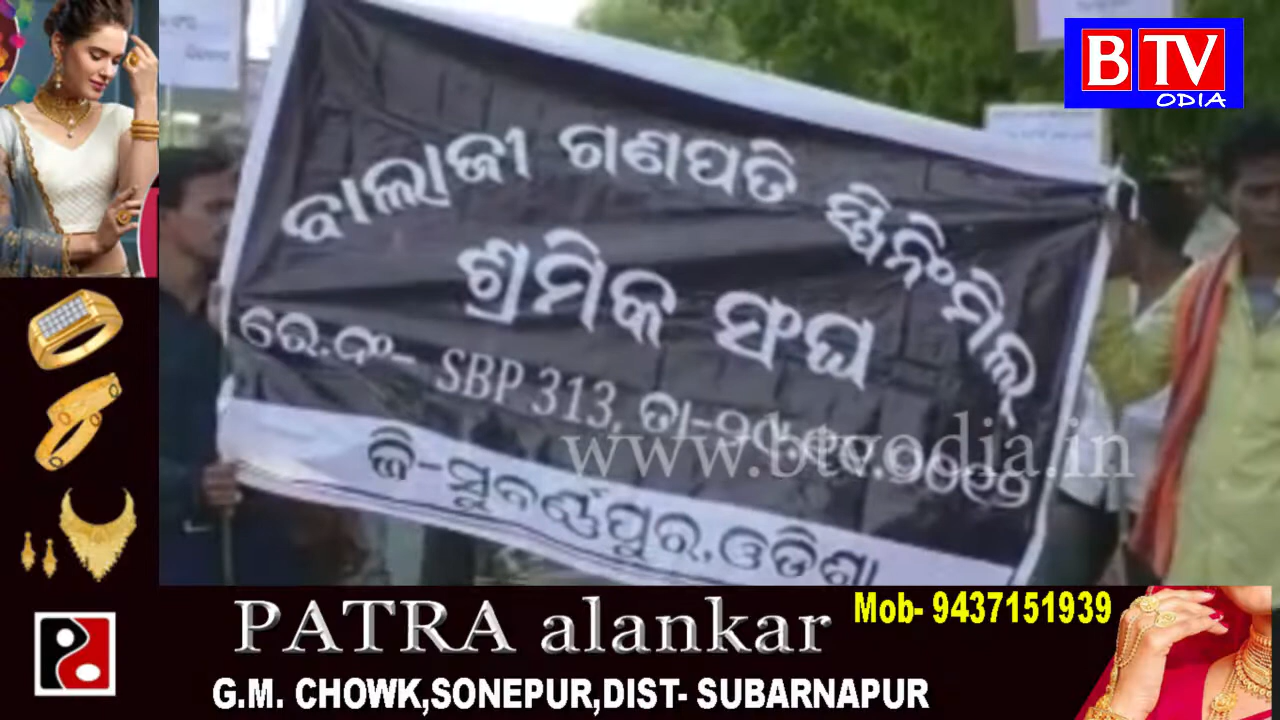 BTV
ODIA
ବାଲାଜୀ ଗଣପତି ସ୍ପିନିଂ ମିଲ୍
ଶ୍ରମିକ ସଂଘ
ରେ.ନଂ- SBP 313, ତା-
www.btvodia.in
ଜି-ସୁବର୍ଣ୍ଣପୁର, ଓଡିଶା
PATRA alankar
Mob- 9437151939
G.M. CHOWK,SONEPUR,DIST- SUBARNAPUR